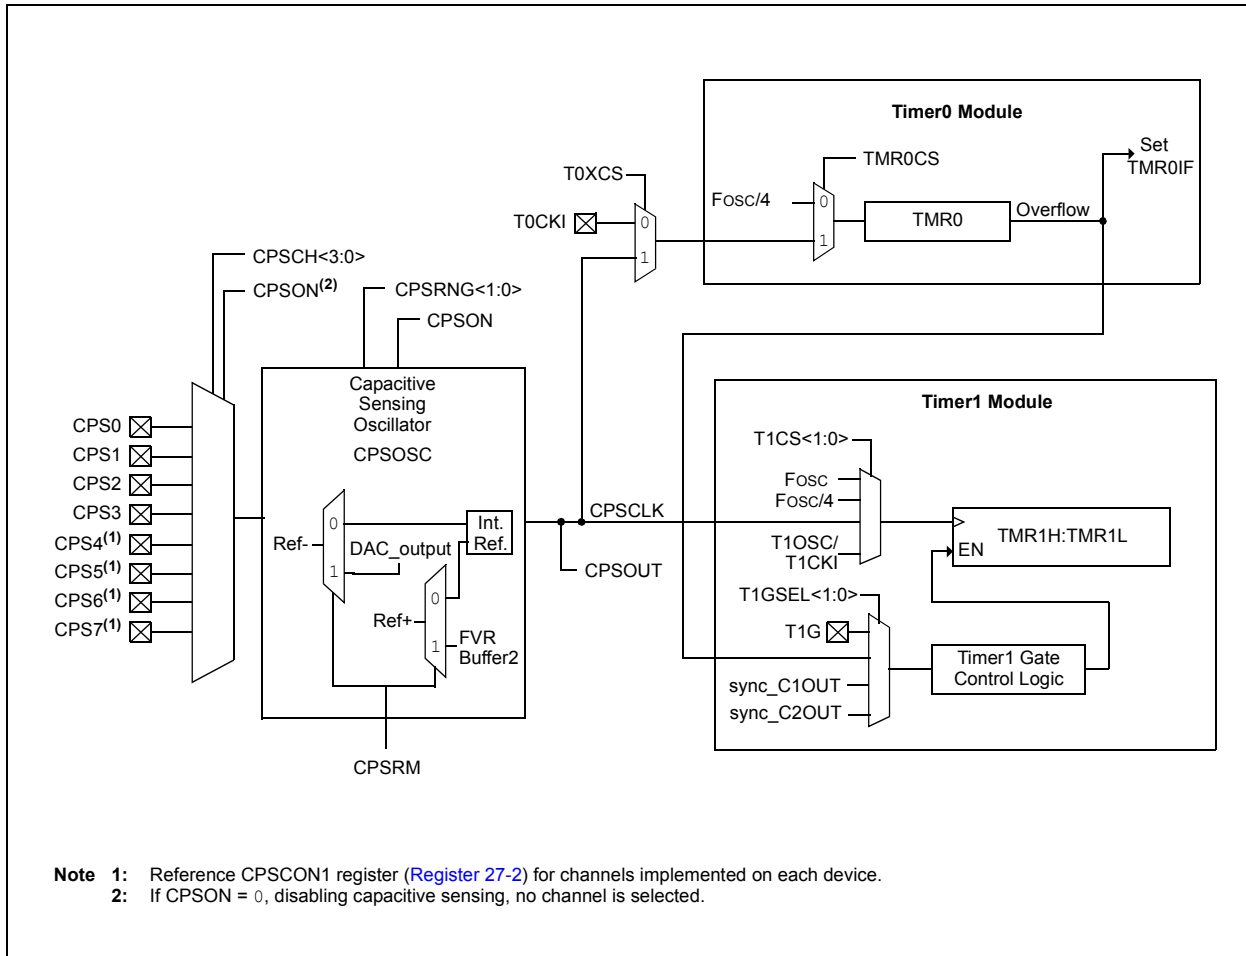 Timer0 Module
Set
TMR0IF
TMR0CS
T0XCS
FOSC/4
0
1
TMR0
Overflow
T0CKI
0
1
CPSCH<3:0>
CPSON(2)
CPSRNG<1:0>
CPSON
Capacitive
Sensing
Oscillator
CPSOSC
Timer1 Module
T1CS<1:0>
FOSC
FOSC/4
CPS0
CPS1
CPS2
CPS3
CPS4(1)
CPS5(1)
CPS6(1)
CPS7(1)
0
Ref-
1
DAC_output
Int.
Ref.
0
Ref+
1
FVR
Buffer2
CPSCLK
CPSOUT
T1OSC/
T1CKI
TMR1H:TMR1L
EN
T1GSEL<1:0>
T1G
Timer1 Gate
Control Logic
sync_C1OUT
sync_C2OUT
CPSRM
Note 1: Reference CPSCON1 register (Register 27-2) for channels implemented on each device.
2: If CPSON = 0, disabling capacitive sensing, no channel is selected.